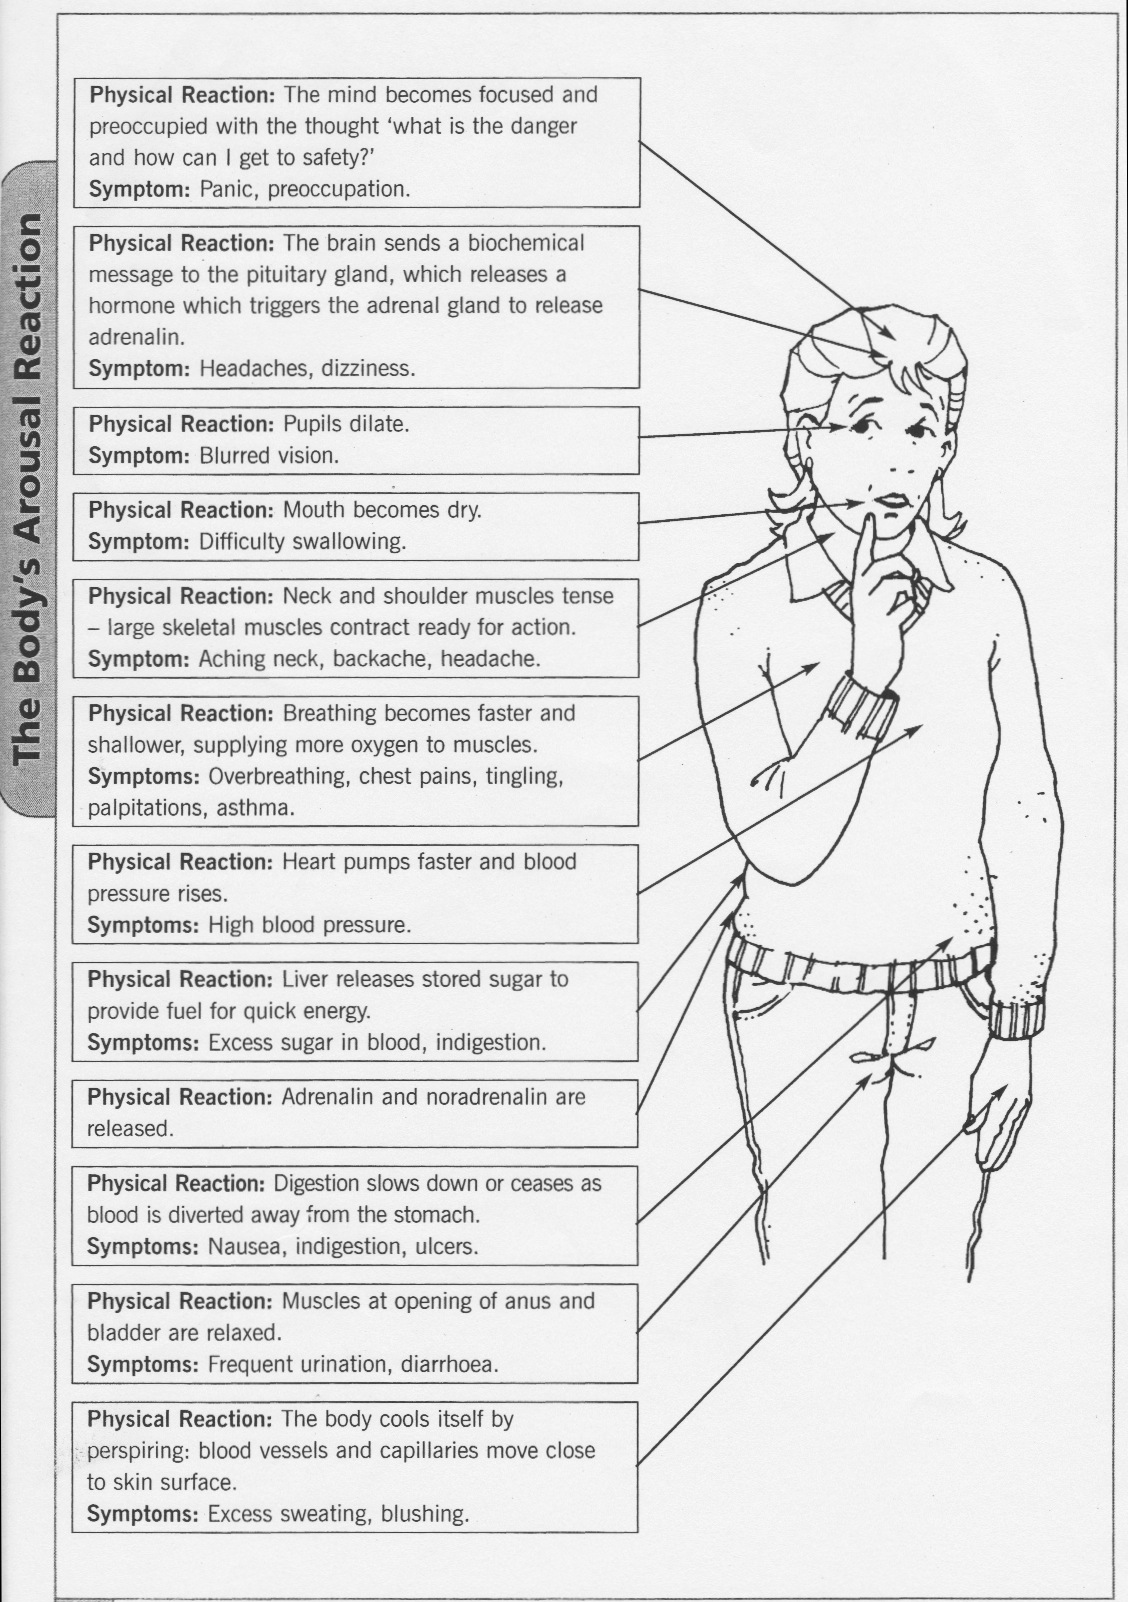 The Body's Arousal Reaction
Physical Reaction: The mind becomes focused and
preoccupied with the thought ‘what is the danger
and how can I get to safety?’
Symptom: Panic, preoccupation.
Physical Reaction: The brain sends a biochemical
message to the pituitary gland, which releases a
hormone which triggers the adrenal gland to release
adrenalin.
Symptom: Headaches, dizziness.
Physical Reaction: Pupils dilate.
Symptom: Blurred vision.
Physical Reaction: Mouth becomes dry.
Symptom: Difficulty swallowing.
Physical Reaction: Neck and shoulder muscles tense
– large skeletal muscles contract ready for action.
Symptom: Aching neck, backache, headache.
Physical Reaction: Breathing becomes faster and
shallower, supplying more oxygen to muscles.
Symptoms: Overbreathing, chest pains, tingling,
palpitations, asthma.
Physical Reaction: Heart pumps faster and blood
pressure rises.
Symptoms: High blood pressure.
Physical Reaction: Liver releases stored sugar to
provide fuel for quick energy.
Symptoms: Excess sugar in blood, indigestion.
Physical Reaction: Adrenalin and noradrenalin are
released.
Physical Reaction: Digestion slows down or ceases as
blood is diverted away from the stomach.
Symptoms: Nausea, indigestion, ulcers.
Physical Reaction: Muscles at opening of anus and
bladder are relaxed.
Symptoms: Frequent urination, diarrhoea.
Physical Reaction: The body cools itself by
perspiring: blood vessels and capillaries move close
to skin surface.
Symptoms: Excess sweating, blushing.